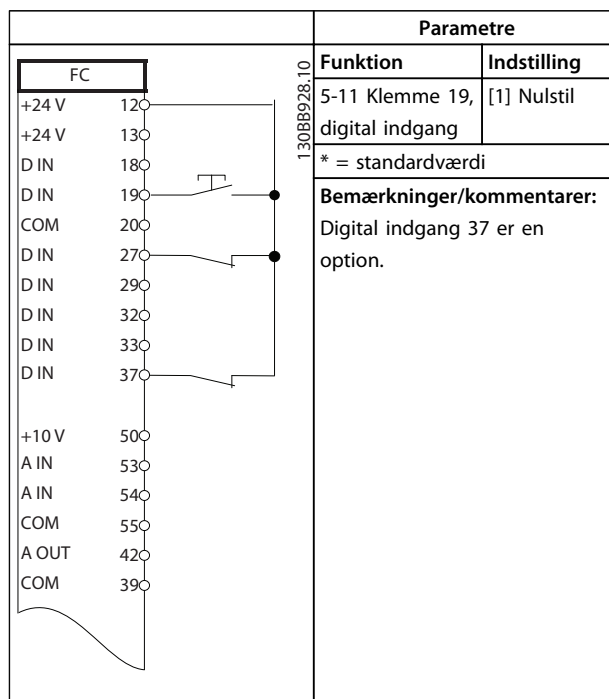 Parametre
Funktion Indstilling
5-11 Klemme 19, digital indgang [1] Nulstil
* = standardværdi
Bemærkninger/kommentarer:
Digital indgang 37 er en
option.
130BB928.10
FC
+24 V 12
+24 V 13
D IN 18
D IN 19
COM 20
D IN 27
D IN 29
D IN 32
D IN 33
D IN 37
+10 V 50
A IN 53
A IN 54
COM 55
A OUT 42
COM 39